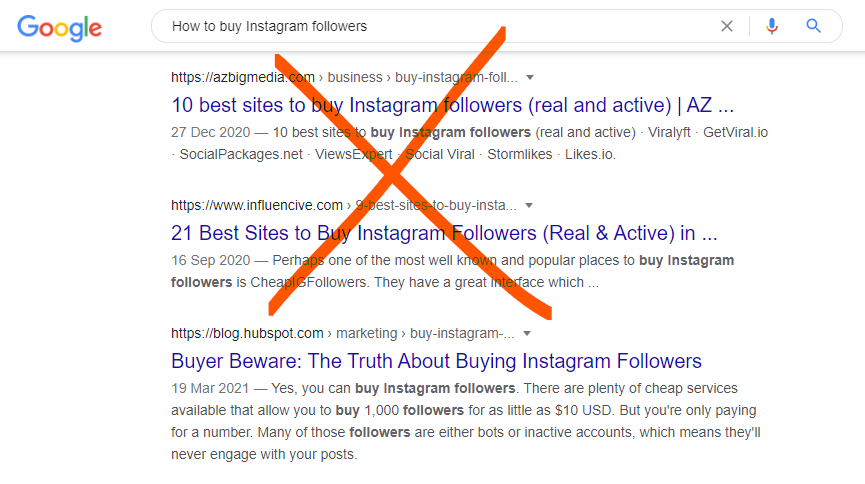 Google
How to buy Instagram followers
https://azbigmedia.com › business › buy-instagram-foll...
10 best sites to buy Instagram followers (real and active) | AZ ...
27 Dec 2020 — 10 best sites to buy Instagram followers (real and active) · Viralyft · GetViral.io
· SocialPackages.net · ViewsExpert · Social Viral · Stormlikes · Likes.io.
https://www.influencive.com › 9-best-sites-to-buy-insta...
21 Best Sites to Buy Instagram Followers (Real & Active) in ...
16 Sep 2020 — Perhaps one of the most well known and popular places to buy Instagram
followers is CheapIGFollowers. They have a great interface which ...
https://blog.hubspot.com › marketing › buy-instagram-...
Buyer Beware: The Truth About Buying Instagram Followers
19 Mar 2021 — Yes, you can buy Instagram followers. There are plenty of cheap services
available that allow you to buy 1,000 followers for as little as $10 USD. But you're only paying
for a number. Many of those followers are either bots or inactive accounts, which means they'll
never engage with your posts.